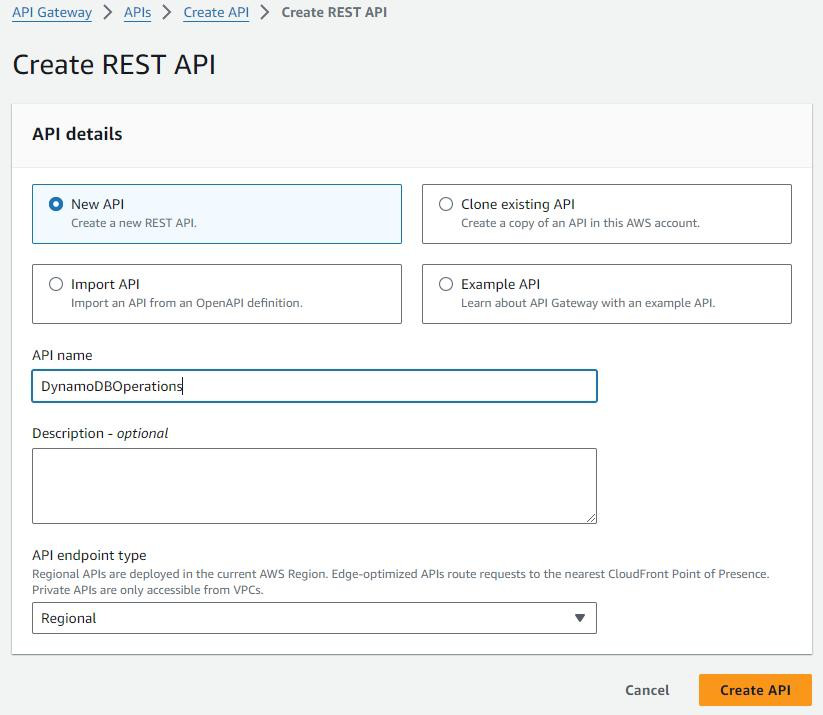 API Gateway > APIs > Create API > Create REST API
Create REST API
API details
New API
Create a new REST API.
Clone existing API
Create a copy of an API in this AWS account.
Import API
Import an API from an OpenAPI definition.
Example API
Learn about API Gateway with an example API.
API name
DynamoDBOperations
Description - optional
API endpoint type
Regional APIs are deployed in the current AWS Region. Edge-optimized APIs route requests to the nearest CloudFront Point of Presence.
Private APIs are only accessible from VPCs.
Regional
Cancel
Create API